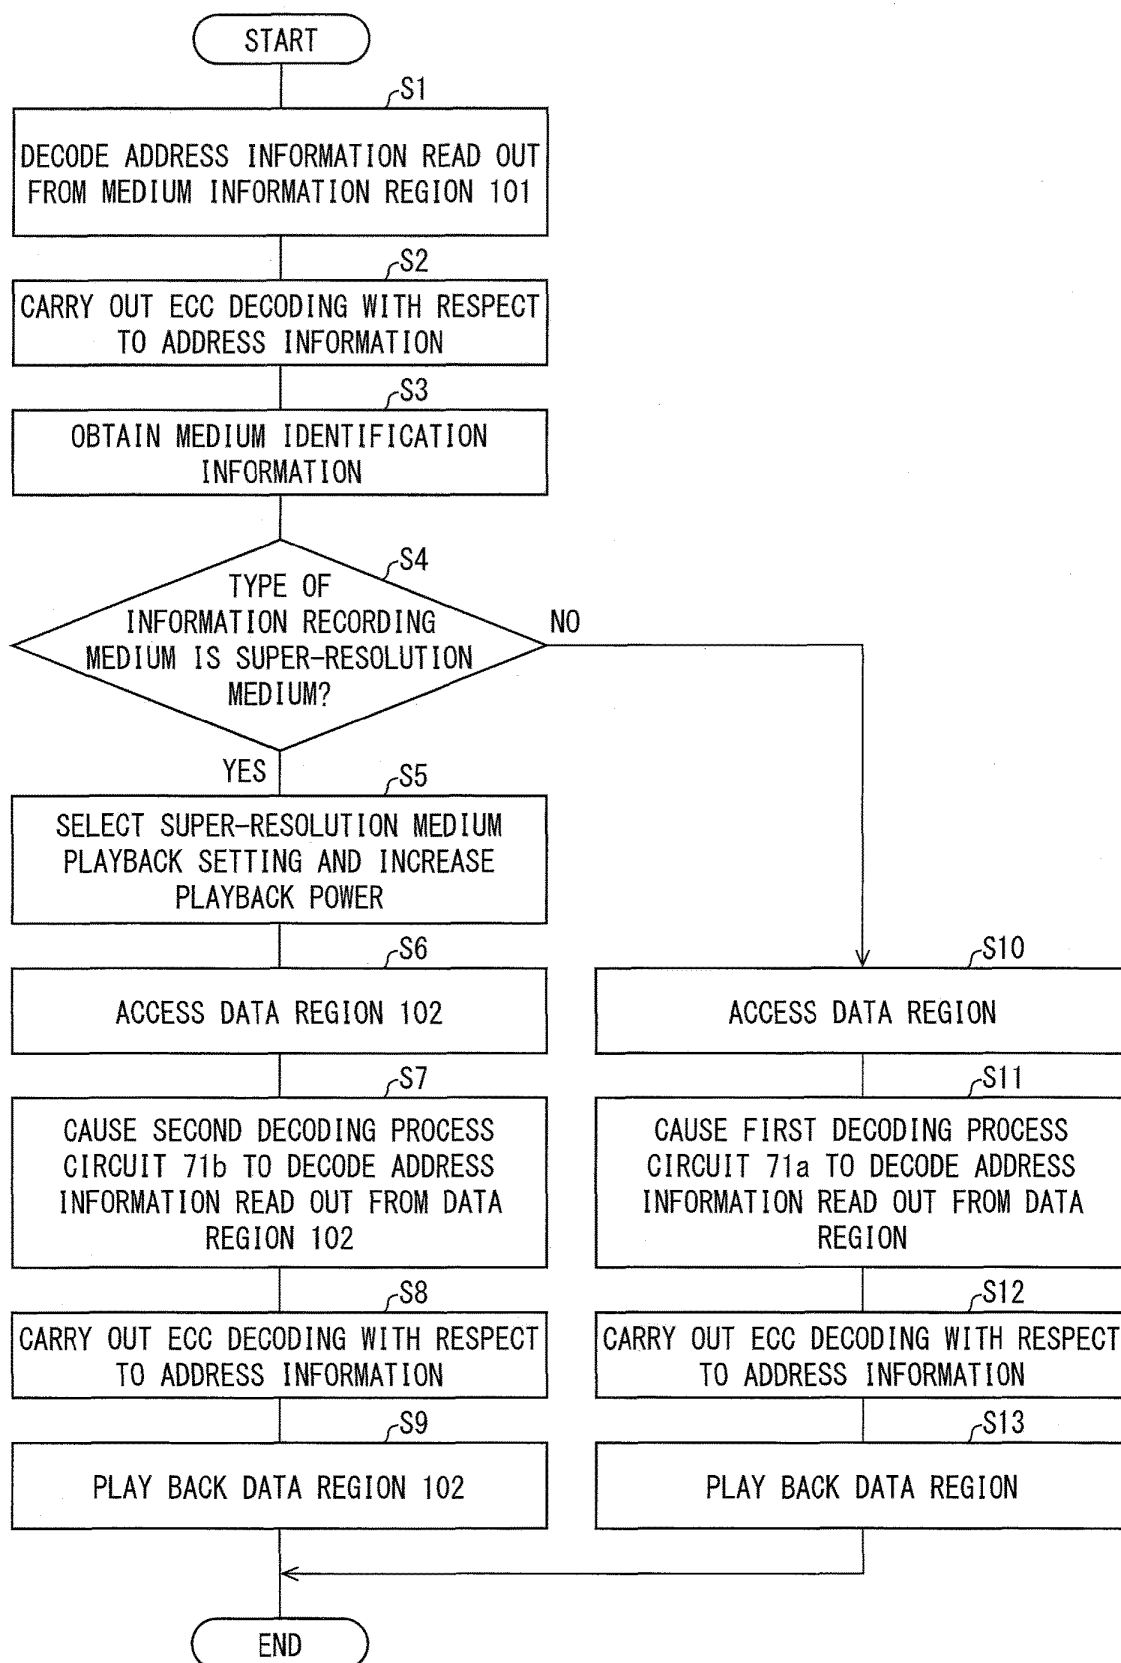 START
S1
DECODE ADDRESS INFORMATION READ OUT
FROM MEDIUM INFORMATION REGION 101
S2
CARRY OUT ECC DECODING WITH RESPECT
TO ADDRESS INFORMATION
S3
OBTAIN MEDIUM IDENTIFICATION
INFORMATION
S4
TYPE OF
INFORMATION RECORDING
MEDIUM IS SUPER-RESOLUTION
MEDIUM?
NO
YES
S5
SELECT SUPER-RESOLUTION MEDIUM
PLAYBACK SETTING AND INCREASE
PLAYBACK POWER
S6
ACCESS DATA REGION 102
S7
CAUSE SECOND DECODING PROCESS
CIRCUIT 71b TO DECODE ADDRESS
INFORMATION READ OUT FROM DATA
REGION 102
S8
CARRY OUT ECC DECODING WITH RESPECT
TO ADDRESS INFORMATION
S9
PLAY BACK DATA REGION 102
S10
ACCESS DATA REGION
S11
CAUSE FIRST DECODING PROCESS
CIRCUIT 71a TO DECODE ADDRESS
INFORMATION READ OUT FROM DATA
REGION
S12
CARRY OUT ECC DECODING WITH RESPECT
TO ADDRESS INFORMATION
S13
PLAY BACK DATA REGION
END